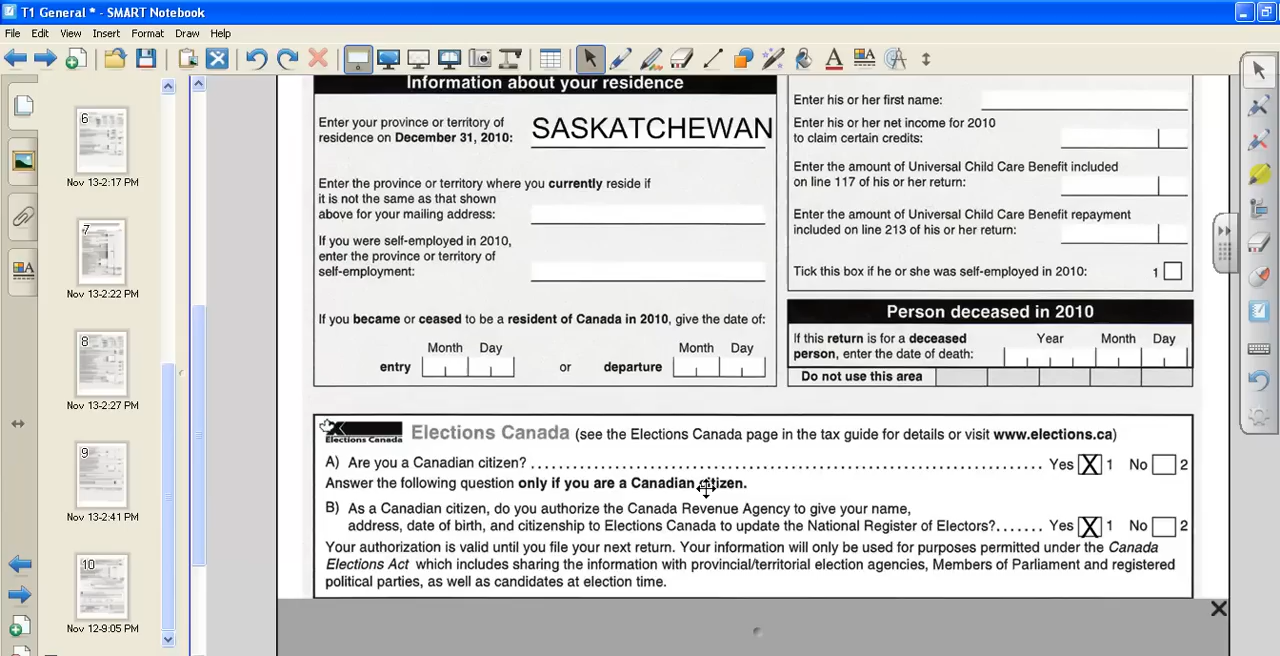 T1 General * - SMART Notebook
File Edit View Insert Format Draw Help
6
Nov 13-2:17 PM
7
Nov 13-2:22 PM
8
Nov 13-2:27 PM
9
Nov 13-2:41 PM
10
Nov 12-9:05 PM
Information about your residence
Enter your province or territory of
residence on December 31, 2010:
SASKATCHEWAN
Enter the province or territory where you currently reside if
it is not the same as that shown
above for your mailing address:
If you were self-employed in 2010,
enter the province or territory of
self-employment:
If you became or ceased to be a resident of Canada in 2010, give the date of:
Month Day Month Day
entry or departure
Enter his or her first name:
Enter his or her net income for 2010
to claim certain credits:
Enter the amount of Universal Child Care Benefit included
on line 117 of his or her return:
Enter the amount of Universal Child Care Benefit repayment
included on line 213 of his or her return:
Tick this box if he or she was self-employed in 2010: 1
Person deceased in 2010
If this return is for a deceased
person, enter the date of death:
Year Month Day
Do not use this area
Elections Canada
Elections Canada (see the Elections Canada page in the tax guide for details or visit www.elections.ca)
A) Are you a Canadian citizen? Yes X 1 No 2
Answer the following question only if you are a Canadian citizen.
B) As a Canadian citizen, do you authorize the Canada Revenue Agency to give your name,
address, date of birth, and citizenship to Elections Canada to update the National Register of Electors?....... Yes X 1 No 2
Your authorization is valid until you file your next return. Your information will only be used for purposes permitted under the Canada
Elections Act which includes sharing the information with provincial/territorial election agencies, Members of Parliament and registered
political parties, as well as candidates at election time.